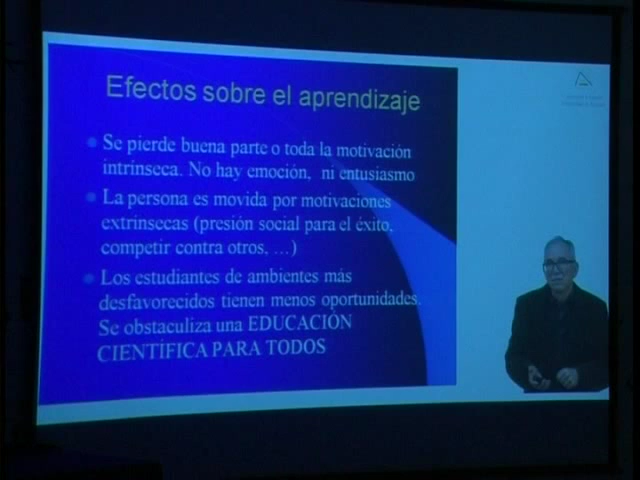 Efectos sobre el aprendizaje
Se pierde buena parte o toda la motivación
intrínseca. No hay emoción, ni entusiasmo
La persona es movida por motivaciones
extrínsecas (presión social para el éxito,
competir contra otros, …)
Los estudiantes de ambientes más
desfavorecidos tienen menos oportunidades.
Se obstaculiza una EDUCACIÓN
CIENTÍFICA PARA TODOS